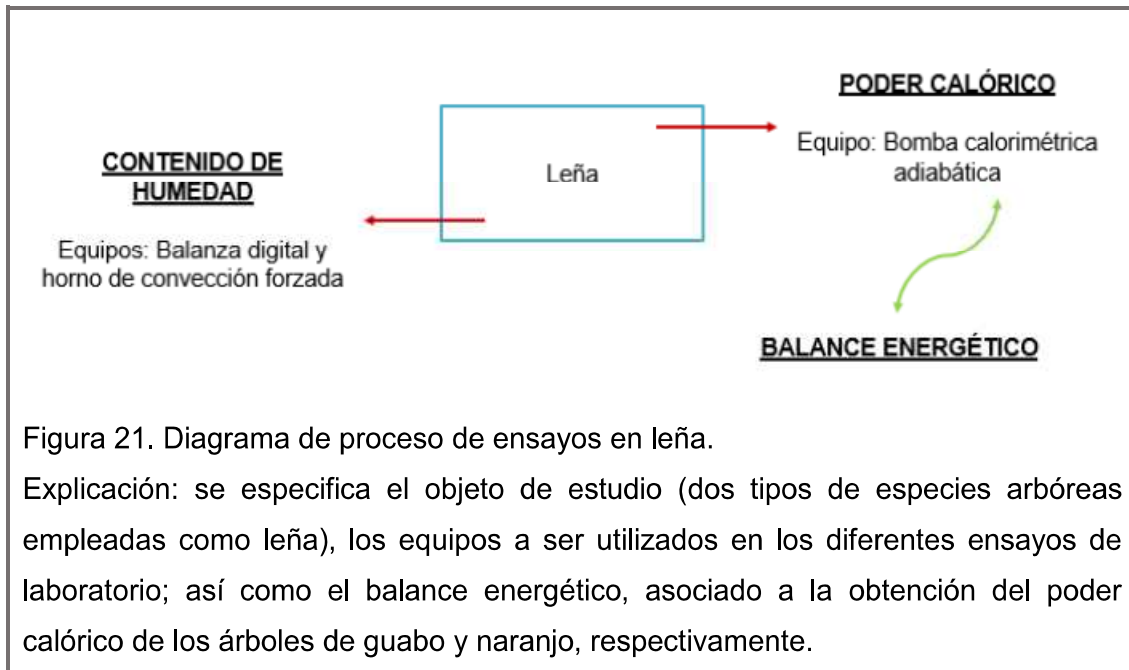 PODER CALÓRICO
Equipo: Bomba calorimétrica
adiabática
Leña
CONTENIDO DE
HUMEDAD
Equipos: Balanza digital y
horno de convección forzada
BALANCE ENERGÉTICO
Figura 21. Diagrama de proceso de ensayos en leña.
Explicación: se especifica el objeto de estudio (dos tipos de especies arbóreas
empleadas como leña), los equipos a ser utilizados en los diferentes ensayos de
laboratorio; así como el balance energético, asociado a la obtención del poder
calórico de los árboles de guabo y naranjo, respectivamente.